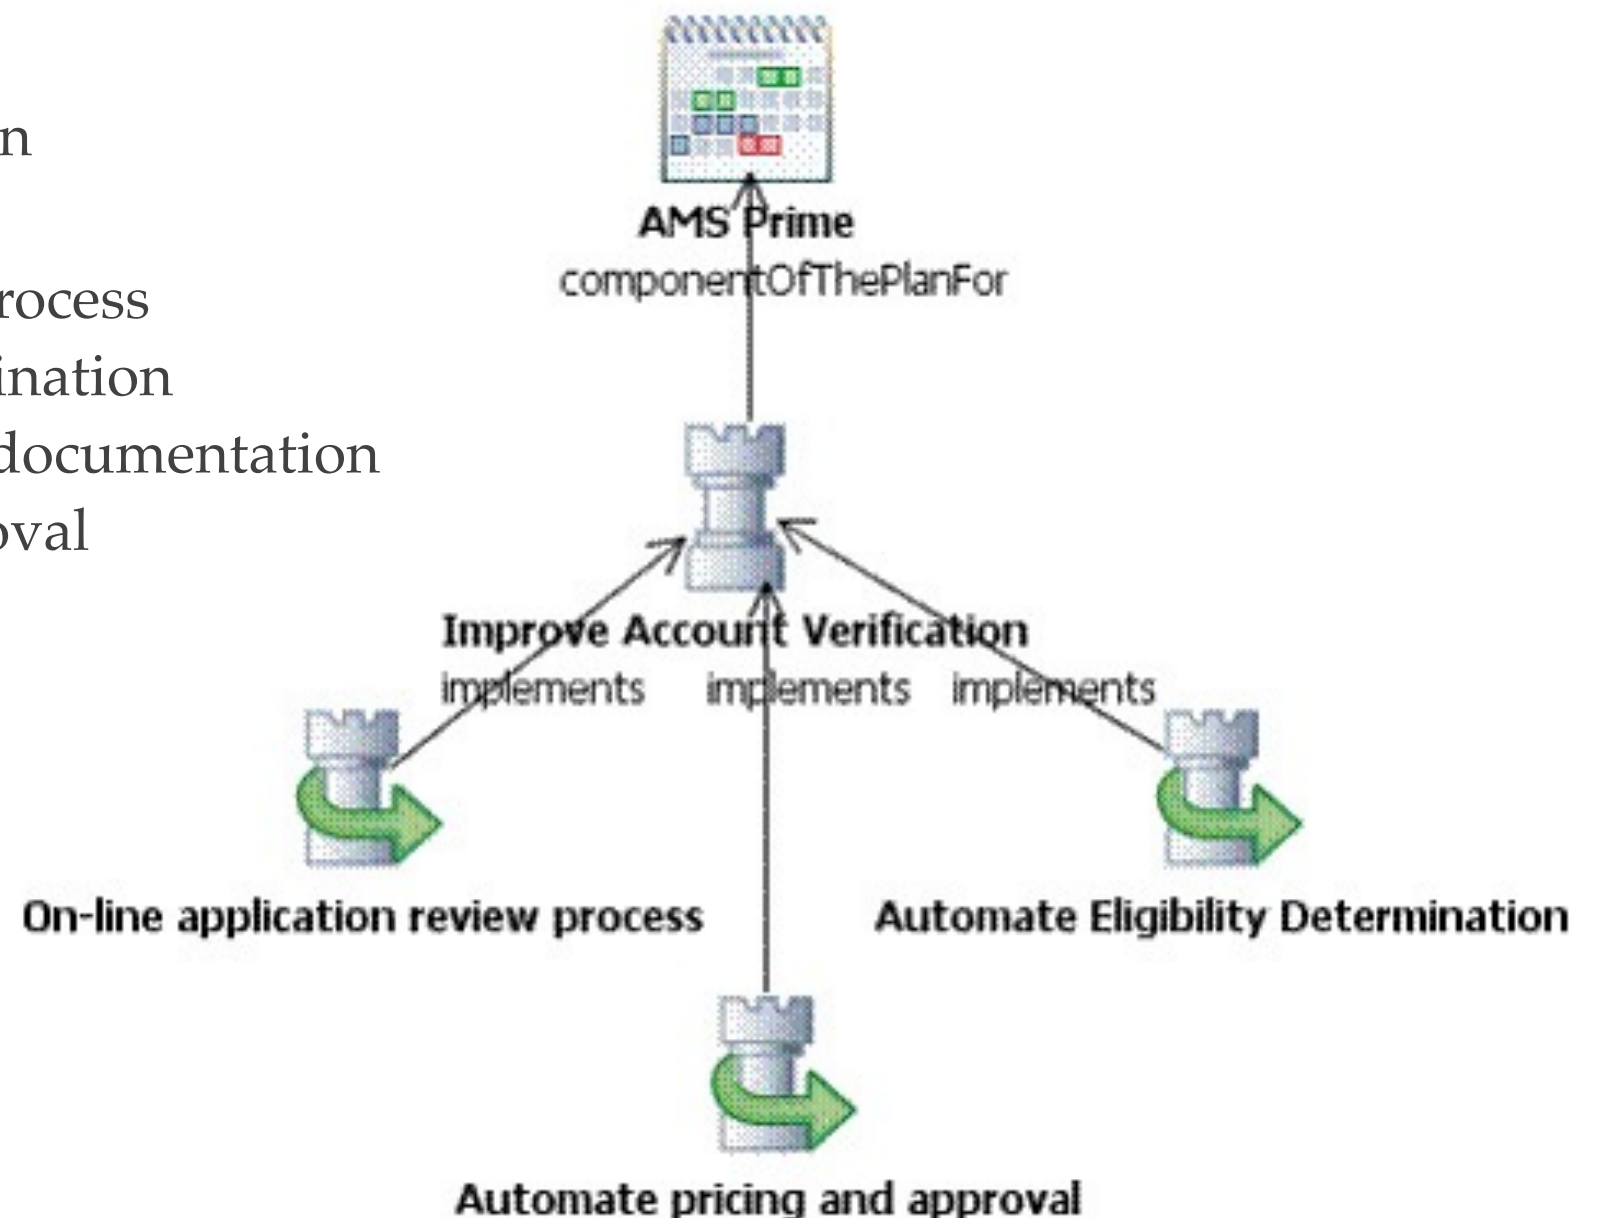 n
rocess
ination
documentation
oval
AMS Prime
componentOfThePlanFor
Improve Account Verification
implements implements implements
On-line application review process
Automate Eligibility Determination
Automate pricing and approval